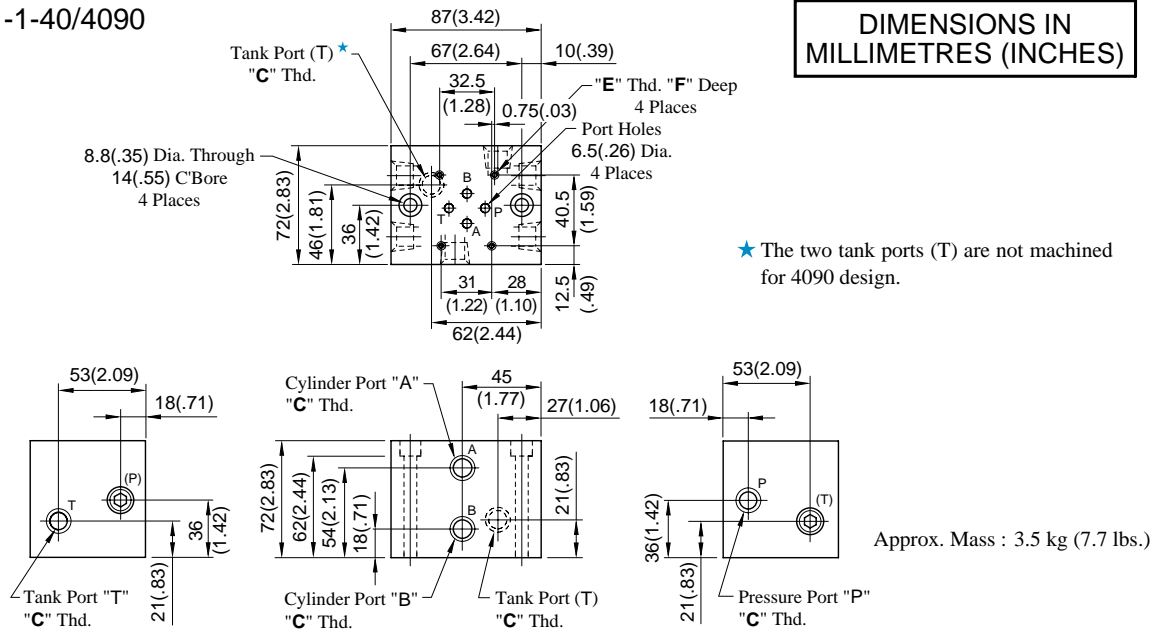 -1-40/4090
DIMENSIONS IN
MILLIMETRES (INCHES)
87(3.42)
67(2.64)
10(.39)
Tank Port (T) ★
"C" Thd.
32.5
(1.28)
"E" Thd. "F" Deep
4 Places
0.75(.03)
Port Holes
6.5(.26) Dia.
4 Places
8.8(.35) Dia. Through
14(.55) C'Bore
4 Places
72(2.83)
46(1.81)
36
(1.42)
B
T
P
A
40.5
(1.59)
12.5
(.49)
31
(1.22)
28
(1.10)
62(2.44)
★ The two tank ports (T) are not machined
for 4090 design.
53(2.09)
18(.71)
T
(P)
36
(1.42)
21(.83)
Tank Port "T"
"C" Thd.
Cylinder Port "A"
"C" Thd.
45
(1.77)
27(1.06)
72(2.83)
62(2.44)
54(2.13)
18(.71)
A
B
21(.83)
Cylinder Port "B"
"C" Thd.
Tank Port (T)
"C" Thd.
53(2.09)
18(.71)
P
(T)
36(1.42)
21(.83)
Pressure Port "P"
"C" Thd.
Approx. Mass : 3.5 kg (7.7 lbs.)